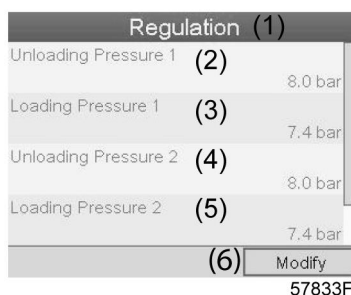 Regulation (1)
Unloading Pressure 1 (2)
8.0 bar
Loading Pressure 1 (3)
7.4 bar
Unloading Pressure 2 (4)
8.0 bar
Loading Pressure 2 (5)
7.4 bar
(6) Modify
57833F